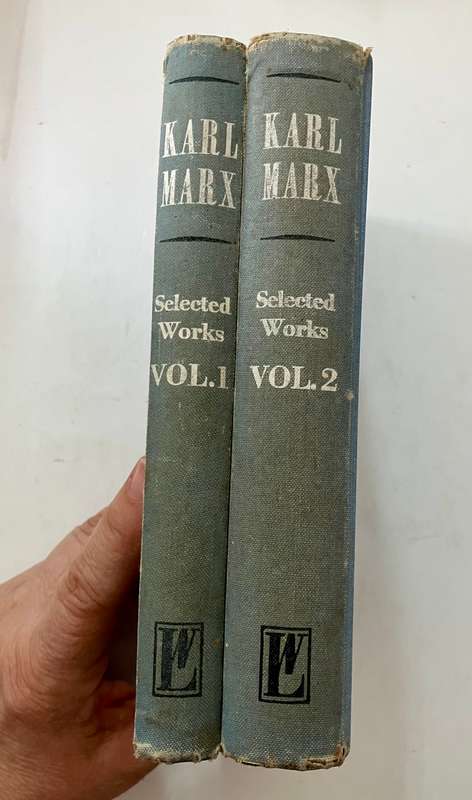 KARL
MARX
Selected
Works
VOL.1
LW
KARL
MARX
Selected
Works
VOL.2
LW